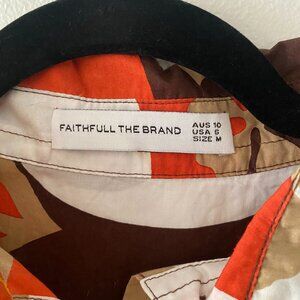 FAITHFULL THE BRAND
AUS 10
USA 6
SIZE M